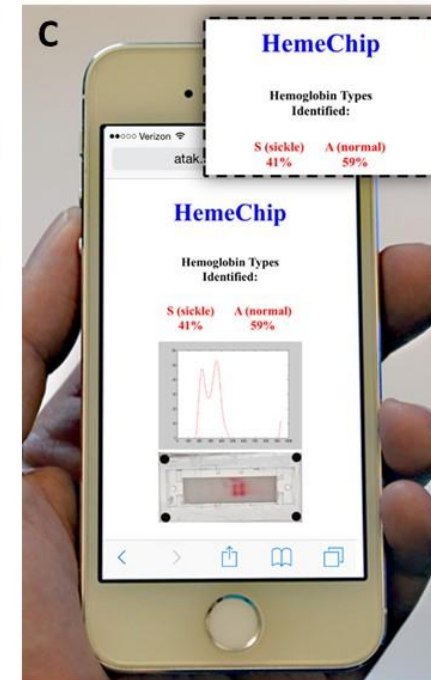 C
HemeChip
Hemoglobin Types
Identified:
S (sickle) A (normal)
41% 59%
Verizon
atak.
HemeChip
Hemoglobin Types
Identified:
S (sickle) A (normal)
41% 59%